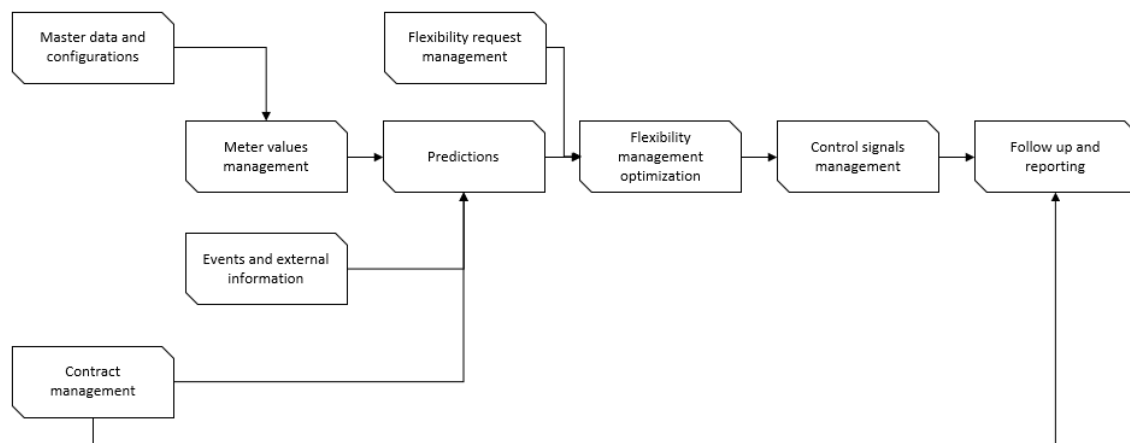 Master data and
configurations
Flexibility request
management
Meter values
management
Predictions
Flexibility
management
optimization
Control signals
management
Follow up and
reporting
Events and external
information
Contract
management